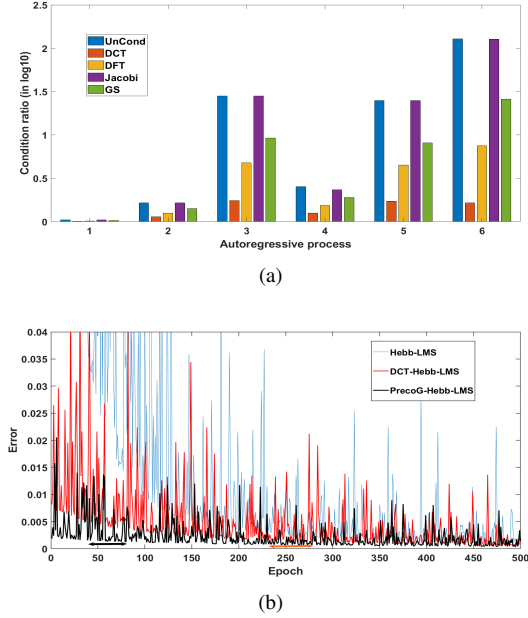 2.5
2
1.5
1
0.5
0
Condition ratio (in log10)
UnCond
DCT
DFT
Jacobi
GS
1 2 3 4 5 6
Autoregressive process
(a)
0.04
0.035
0.03
0.025
0.02
0.015
0.01
0.005
0
Error
Hebb-LMS
DCT-Hebb-LMS
PrecoG-Hebb-LMS
0 50 100 150 200 250 300 350 400 450 500
Epoch
(b)